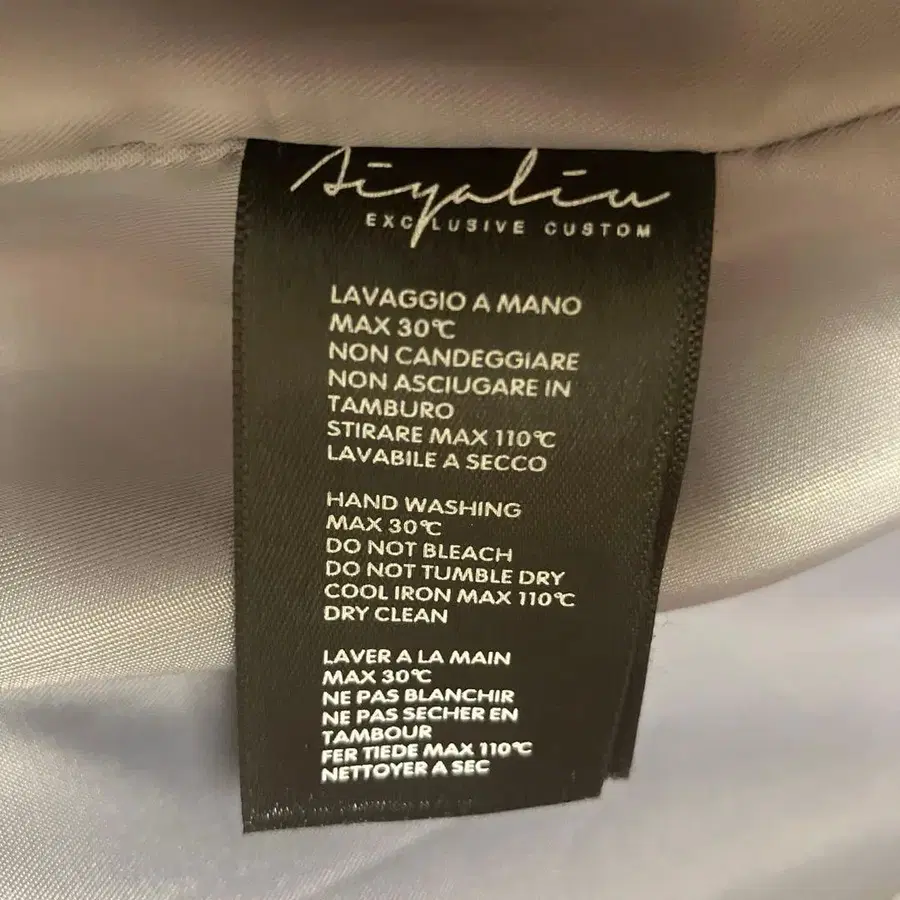 Siyaliu
EXCLUSIVE CUSTOM
LAVAGGIO A MANO
MAX 30°C
NON CANDEGGIARE
NON ASCIUGARE IN
TAMBURO
STIRARE MAX 110°C
LAVABILE A SECCO
HAND WASHING
MAX 30°C
DO NOT BLEACH
DO NOT TUMBLE DRY
COOL IRON MAX 110°C
DRY CLEAN
LAVER A LA MAIN
MAX 30°C
NE PAS BLANCHIR
NE PAS SECHER EN
TAMBOUR
FER TIEDE MAX 110°C
NETTOYER A SEC